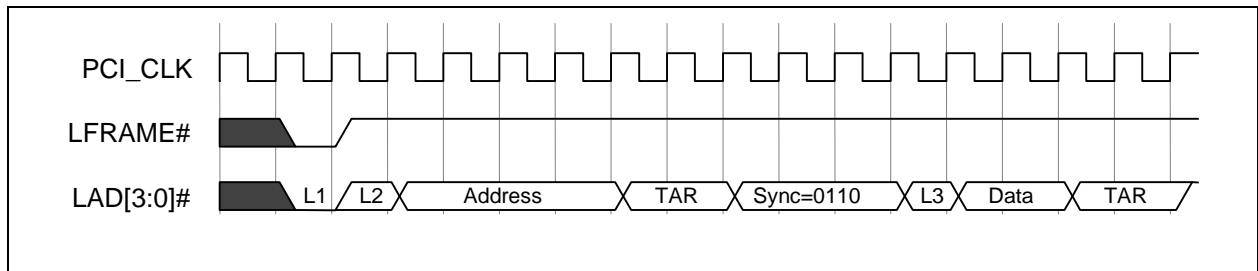 PCI_CLK
LFRAME#
LAD[3:0]# L1 L2 Address TAR Sync=0110 L3 Data TAR